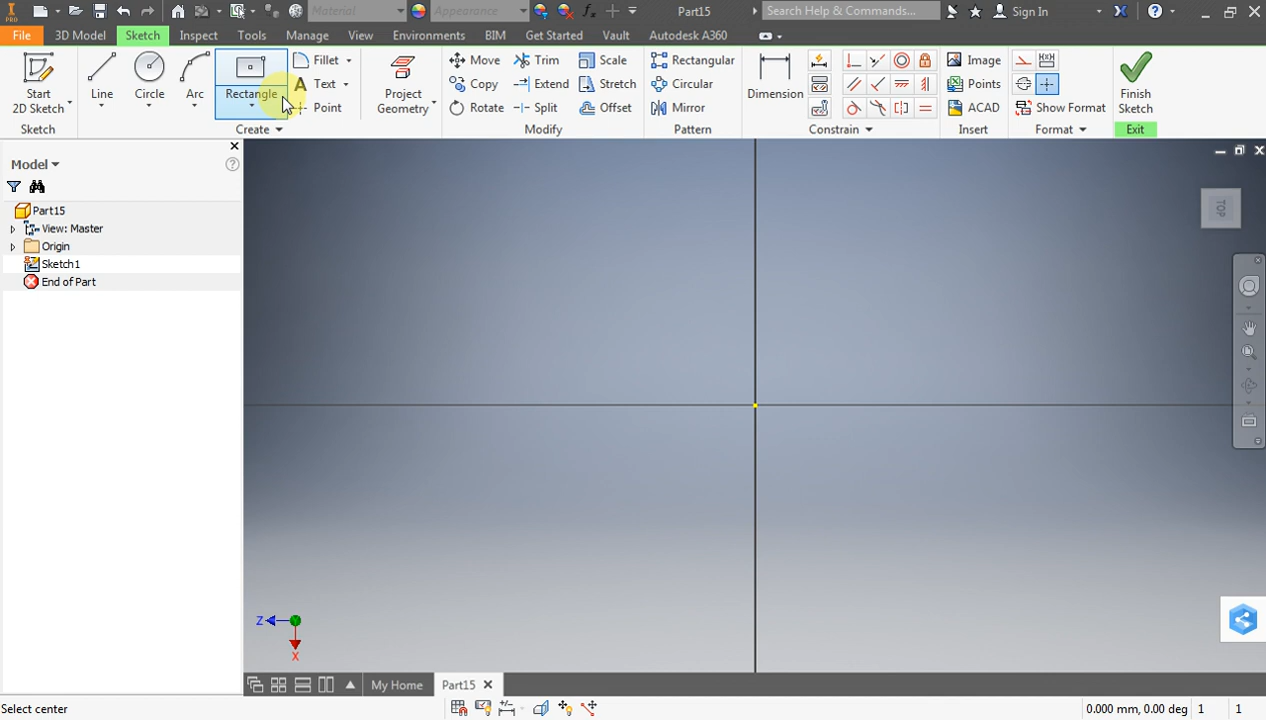 PRO
Material
Appearance
fx
Part15
Search Help & Commands...
Sign In
File
3D Model
Sketch
Inspect
Tools
Manage
View
Environments
BIM
Get Started
Vault
Autodesk A360
Start
2D Sketch
Line
Circle
Arc
Rectangle
Fillet
A Text
Point
Project
Geometry
Move
Trim
Scale
Copy
Extend
Stretch
Rotate
Split
Offset
Rectangular
Circular
Mirror
Dimension
Image
Points
ACAD
Show Format
Finish
Sketch
Sketch
Create
Modify
Pattern
Constrain
Insert
Format
Exit
Model
Part15
View: Master
Origin
Sketch1
End of Part
TOP
Z
X
My Home
Part15
Select center
0.000 mm, 0.00 deg
1
1